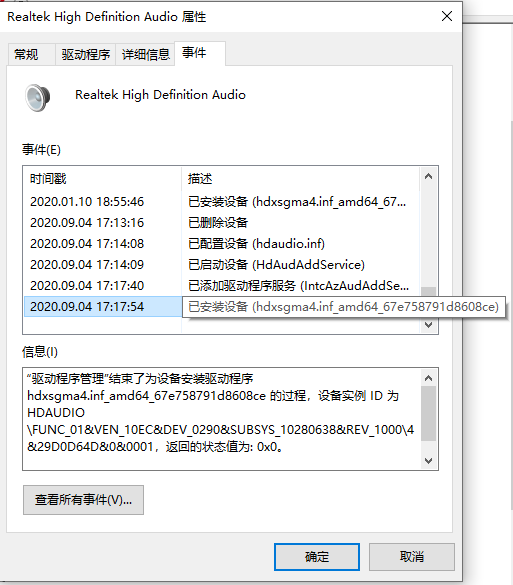 Realtek High Definition Audio 属性
常规 驱动程序 详细信息 事件
Realtek High Definition Audio
事件(E)
时间戳 描述
2020.01.10 18:55:46 已安装设备 (hdxsgma4.inf_amd64_67...
2020.09.04 17:13:16 已删除设备
2020.09.04 17:14:08 已配置设备 (hdaudio.inf)
2020.09.04 17:14:09 已启动设备 (HdAudAddService)
2020.09.04 17:17:40 已添加驱动程序服务 (IntcAzAudAddSe...
2020.09.04 17:17:54 已安装设备 (hdxsgma4.inf_amd64_67e758791d8608ce)
信息(I)
“驱动程序管理”结束了为设备安装驱动程序
hdxsgma4.inf_amd64_67e758791d8608ce 的过程，设备实例 ID 为
HDAUDIO
\FUNC_01&VEN_10EC&DEV_0290&SUBSYS_10280638&REV_1000\4
&29D0D64D&0&0001，返回的状态值为: 0x0。
查看所有事件(V)...
确定 取消